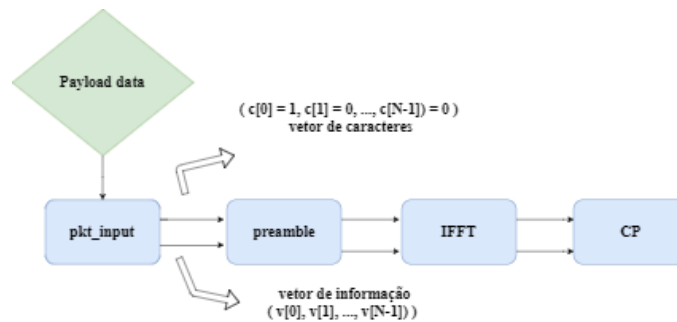 Payload data
( c[0] = 1, c[1] = 0, ..., c[N-1]) = 0 )
vetor de caracteres
pkt_input
preamble
IFFT
CP
vetor de informação
( v[0], v[1], ..., v[N-1]) )